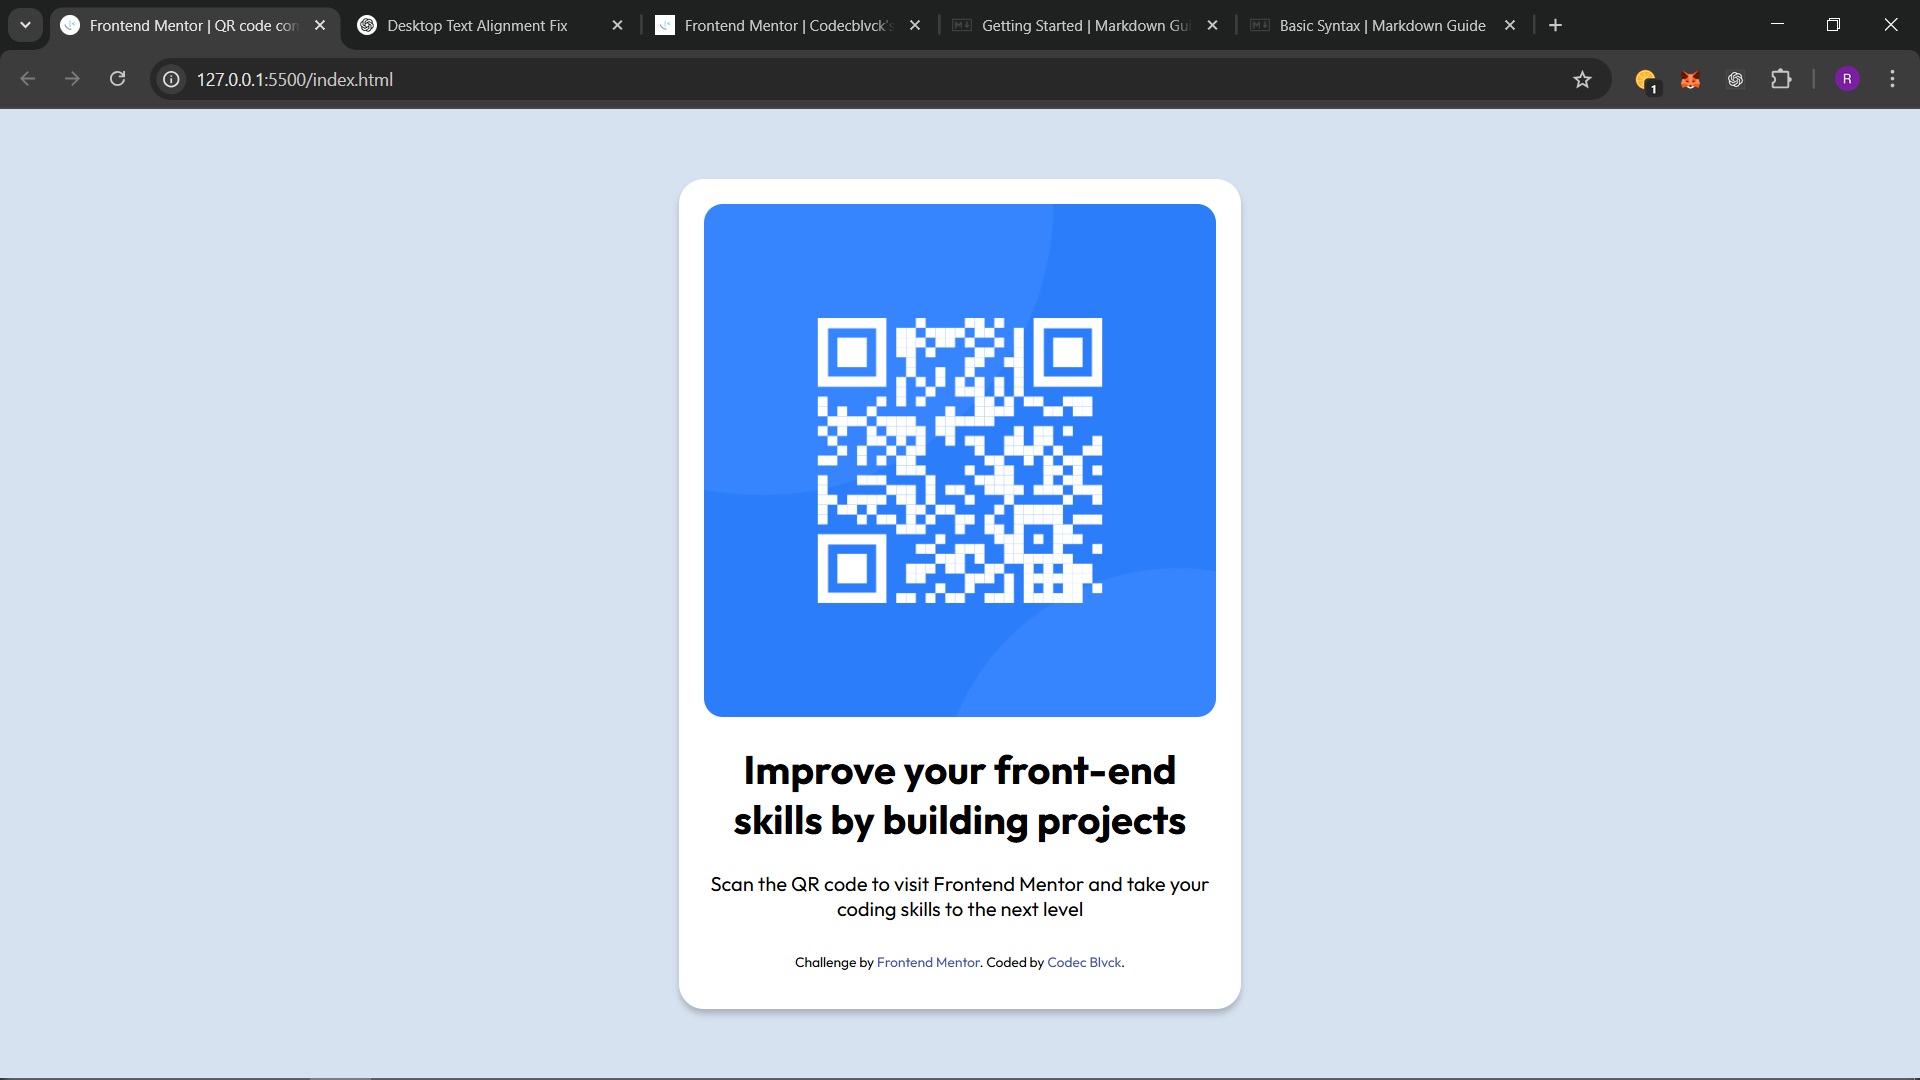 Frontend Mentor | QR code con
Desktop Text Alignment Fix
Frontend Mentor | Codecblvck's
Getting Started | Markdown Gui
Basic Syntax | Markdown Guide
127.0.0.1:5500/index.html
1
R
Improve your front-end
skills by building projects
Scan the QR code to visit Frontend Mentor and take your
coding skills to the next level
Challenge by Frontend Mentor. Coded by Codec Blvck.